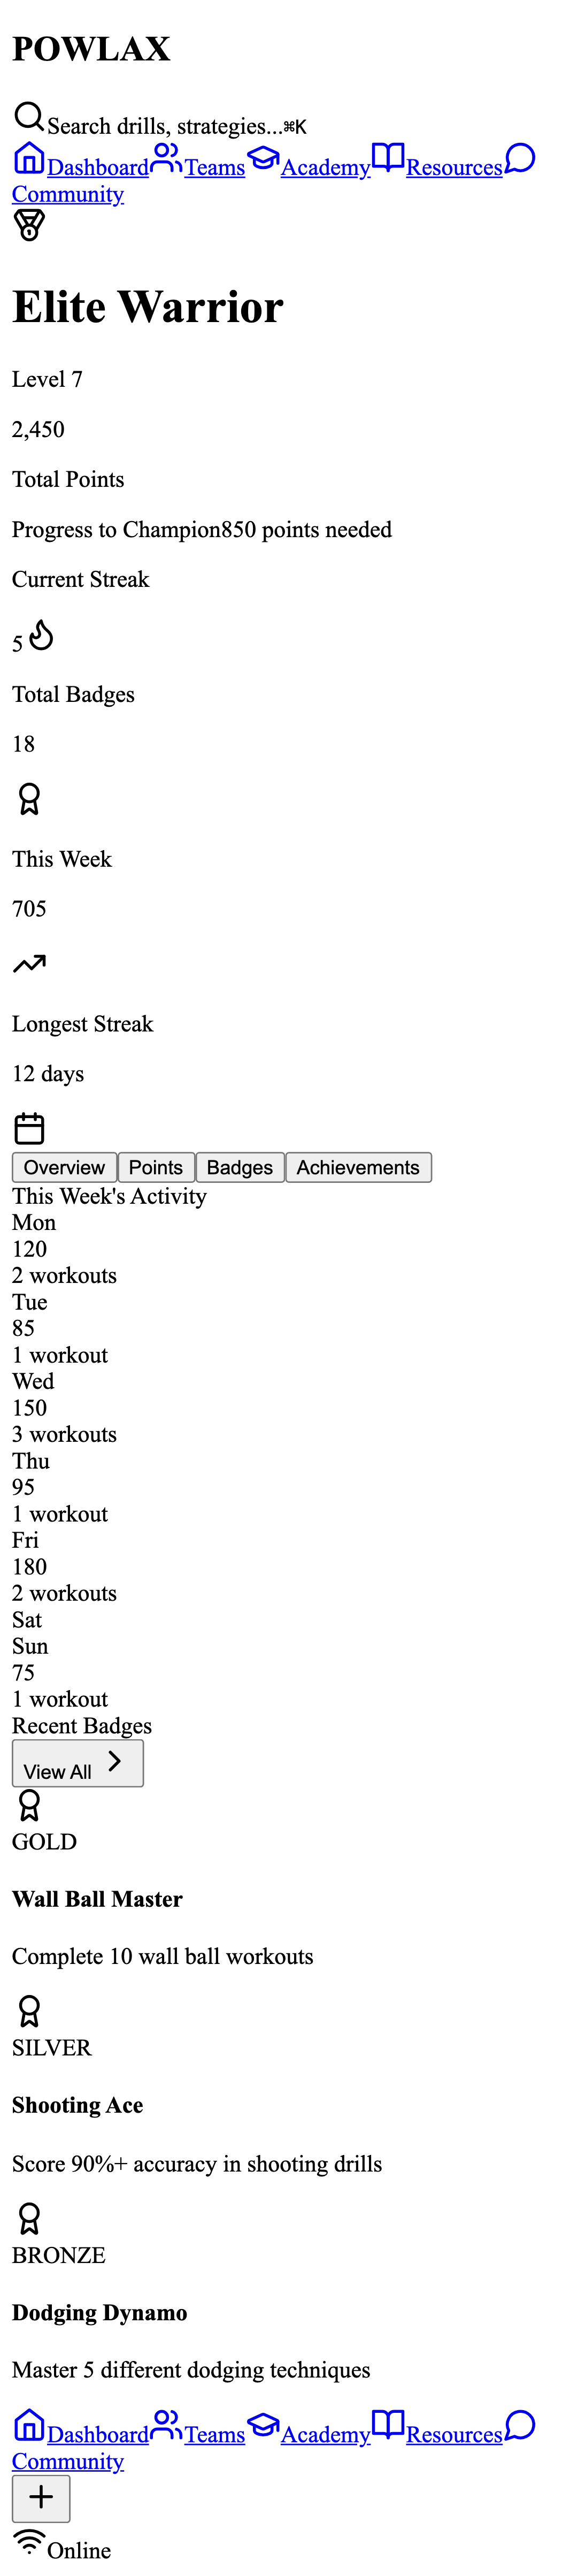 POWLAX
Search drills, strategies...⌘K
Dashboard Teams Academy Resources
Community
Elite Warrior
Level 7
2,450
Total Points
Progress to Champion850 points needed
Current Streak
5
Total Badges
18
This Week
705
Longest Streak
12 days
Overview Points Badges Achievements
This Week's Activity
Mon
120
2 workouts
Tue
85
1 workout
Wed
150
3 workouts
Thu
95
1 workout
Fri
180
2 workouts
Sat
Sun
75
1 workout
Recent Badges
View All
GOLD
Wall Ball Master
Complete 10 wall ball workouts
SILVER
Shooting Ace
Score 90%+ accuracy in shooting drills
BRONZE
Dodging Dynamo
Master 5 different dodging techniques
Dashboard Teams Academy Resources
Community
Online